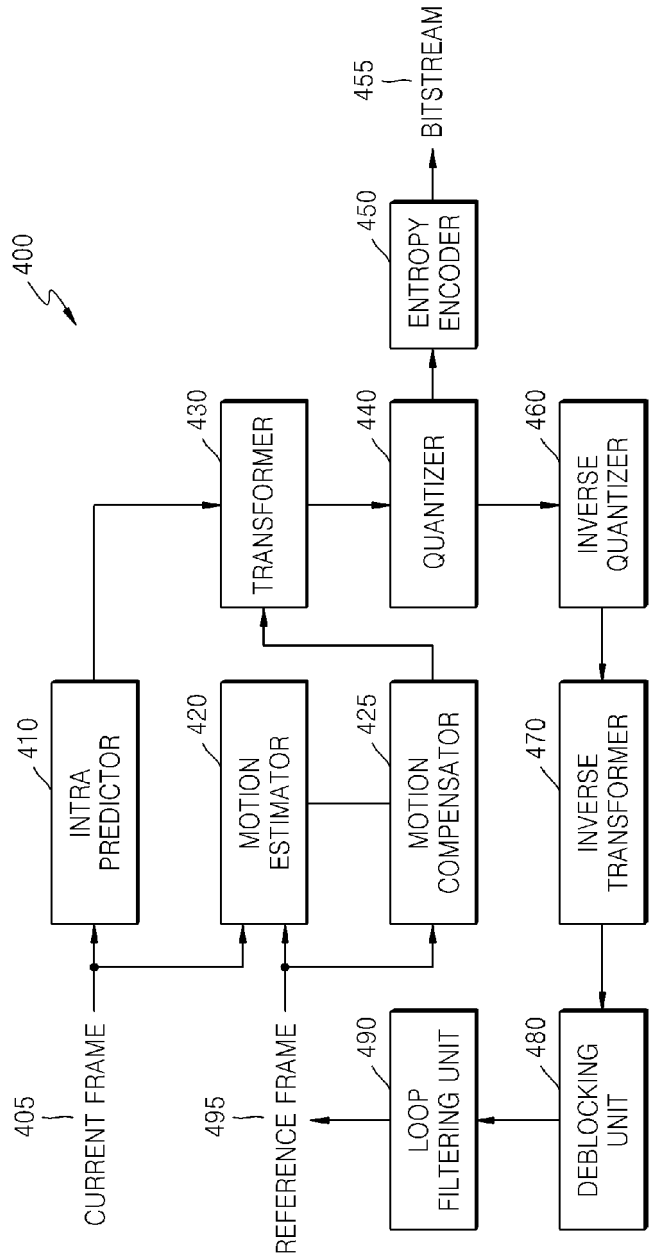 400
405
CURRENT FRAME
410
INTRA
PREDICTOR
430
TRANSFORMER
495
REFERENCE FRAME
420
MOTION
ESTIMATOR
425
MOTION
COMPENSATOR
440
QUANTIZER
450
ENTROPY
ENCODER
455
BITSTREAM
490
LOOP
FILTERING UNIT
480
DEBLOCKING
UNIT
470
INVERSE
TRANSFORMER
460
INVERSE
QUANTIZER